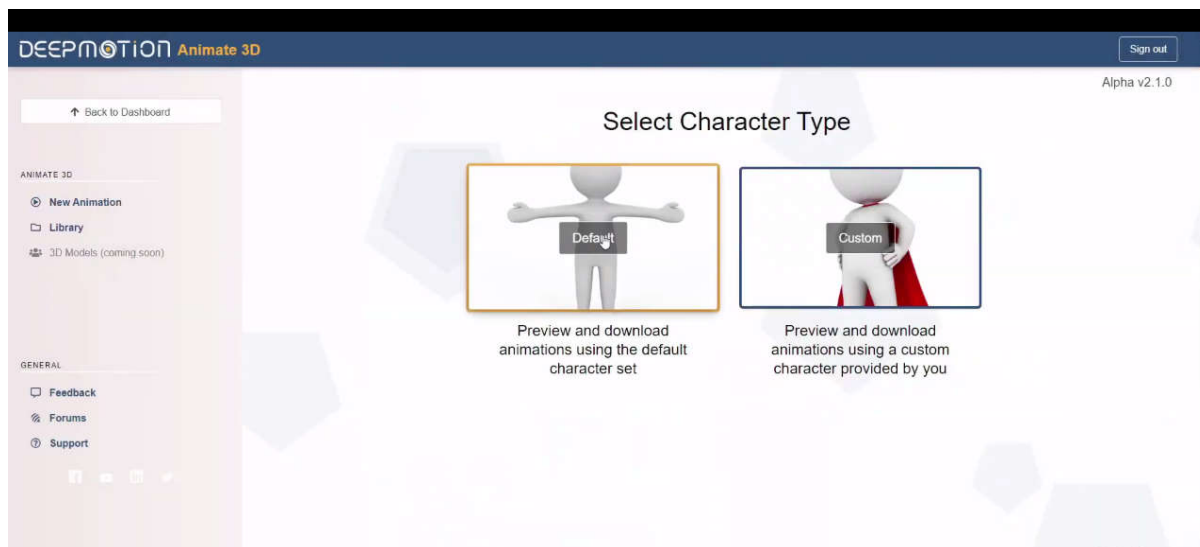 DEEPMOTION Animate 3D
Sign out
Alpha v2.1.0
Back to Dashboard
ANIMATE 3D
New Animation
Library
3D Models (coming soon)
GENERAL
Feedback
Forums
Support
Select Character Type
Default
Preview and download
animations using the default
character set
Custom
Preview and download
animations using a custom
character provided by you